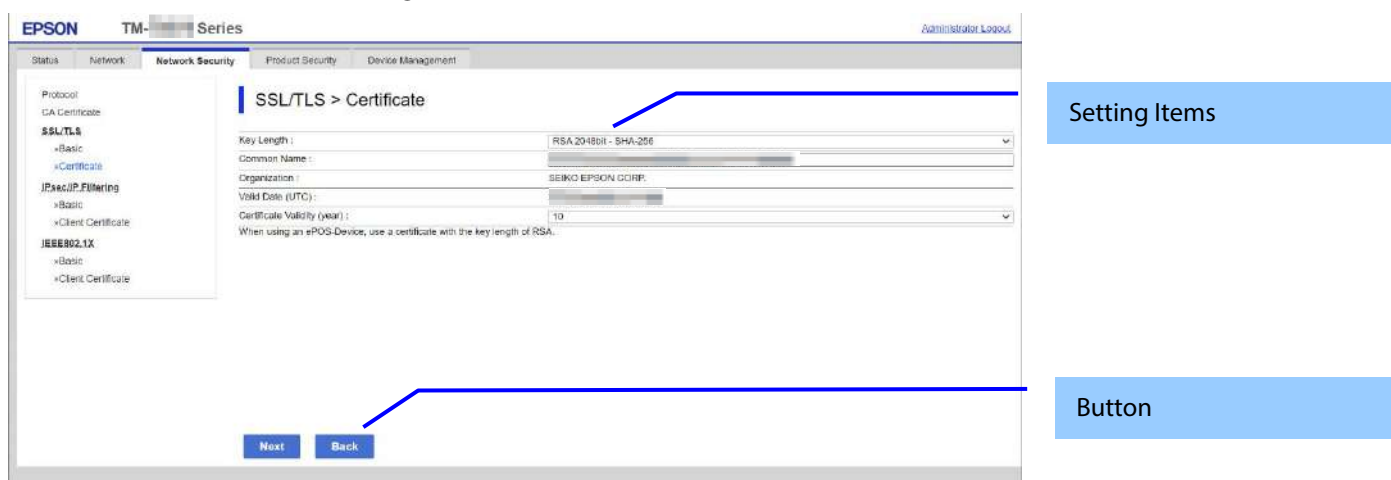 EPSON TM- Series
Administrator Logout
Status Network Network Security Product Security Device Management
Protocol
CA Certificate
SSL/TLS
»Basic
»Certificate
IPsec/IP Filtering
»Basic
»Client Certificate
IEEE802.1X
»Basic
»Client Certificate
SSL/TLS > Certificate
Key Length : RSA 2048bit - SHA-256
Common Name :
Organization : SEIKO EPSON CORP.
Valid Date (UTC) :
Certificate Validity (year) : 10
When using an ePOS-Device, use a certificate with the key length of RSA.
Next Back
Setting Items
Button